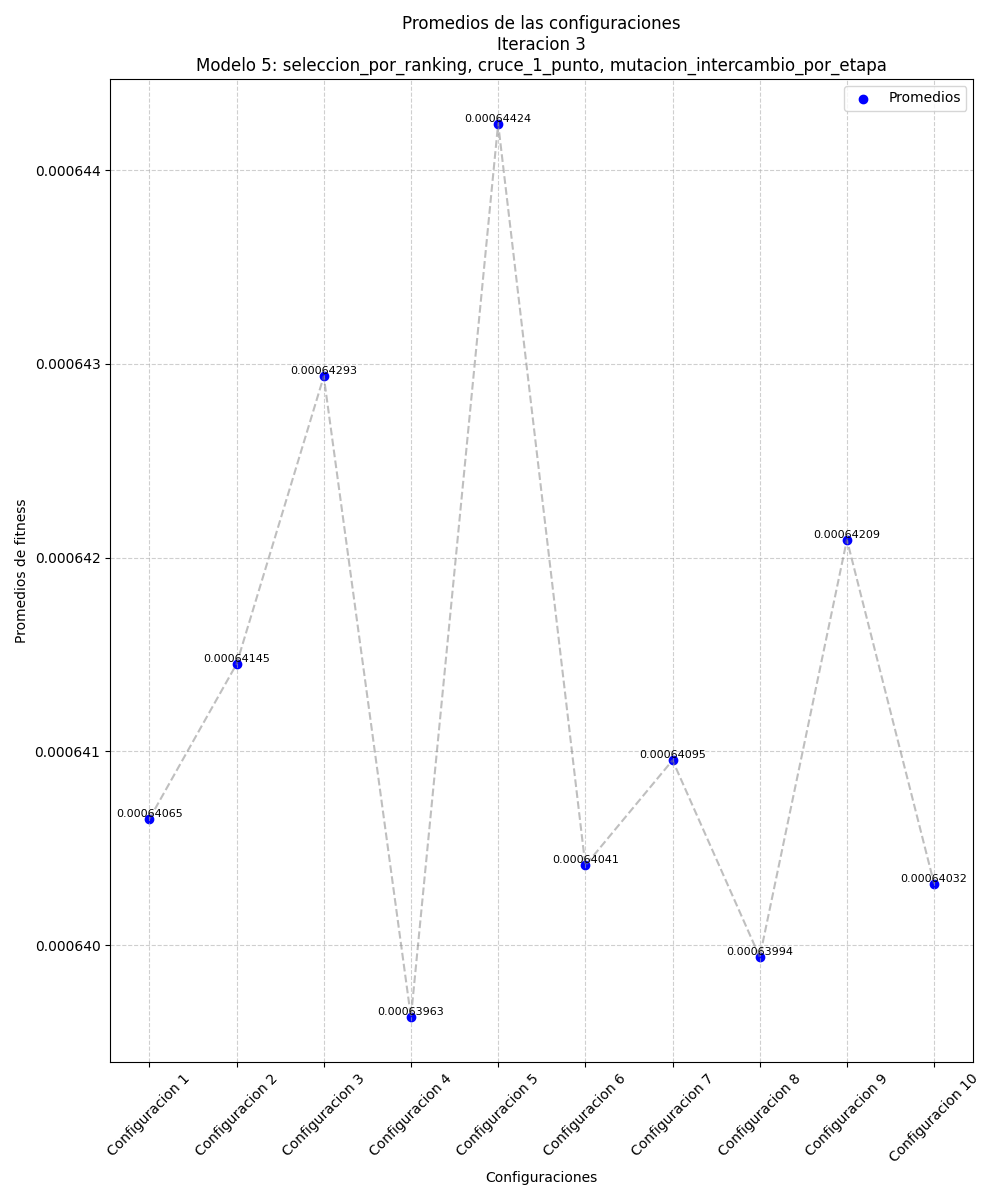 Promedios de las configuraciones
Iteracion 3
Modelo 5: seleccion_por_ranking, cruce_1_punto, mutacion_intercambio_por_etapa
Promedios
0.00064424
0.000644
0.000643
0.00064293
0.000642
0.00064209
0.00064145
0.000641
0.00064095
0.00064065
0.00064041
0.00064032
0.000640
0.00063994
0.00063963
Promedios de fitness
Configuracion 1
Configuracion 2
Configuracion 3
Configuracion 4
Configuracion 5
Configuracion 6
Configuracion 7
Configuracion 8
Configuracion 9
Configuracion 10
Configuraciones